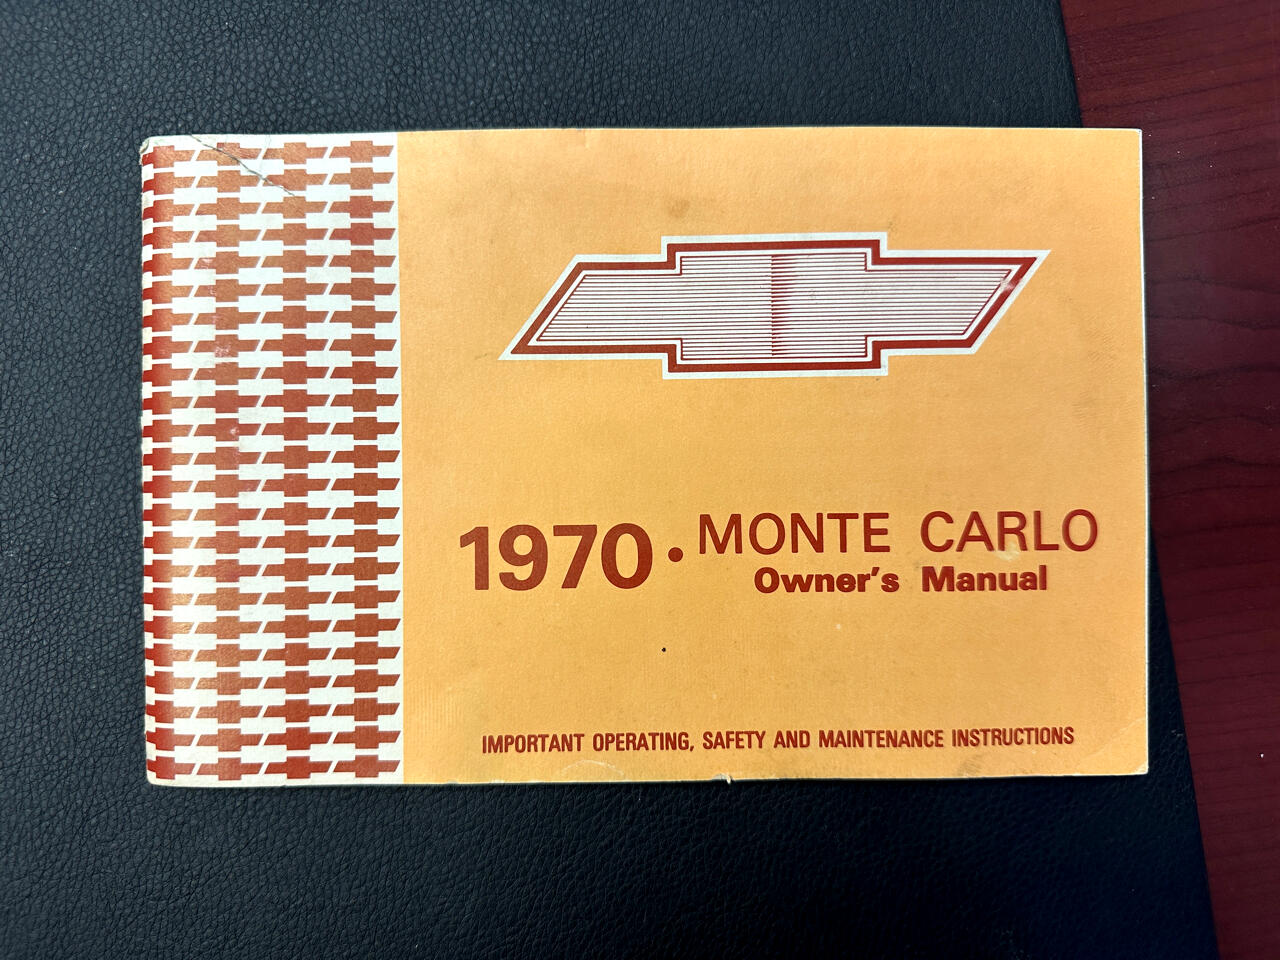 1970 • MONTE CARLO
Owner's Manual
IMPORTANT OPERATING, SAFETY AND MAINTENANCE INSTRUCTIONS